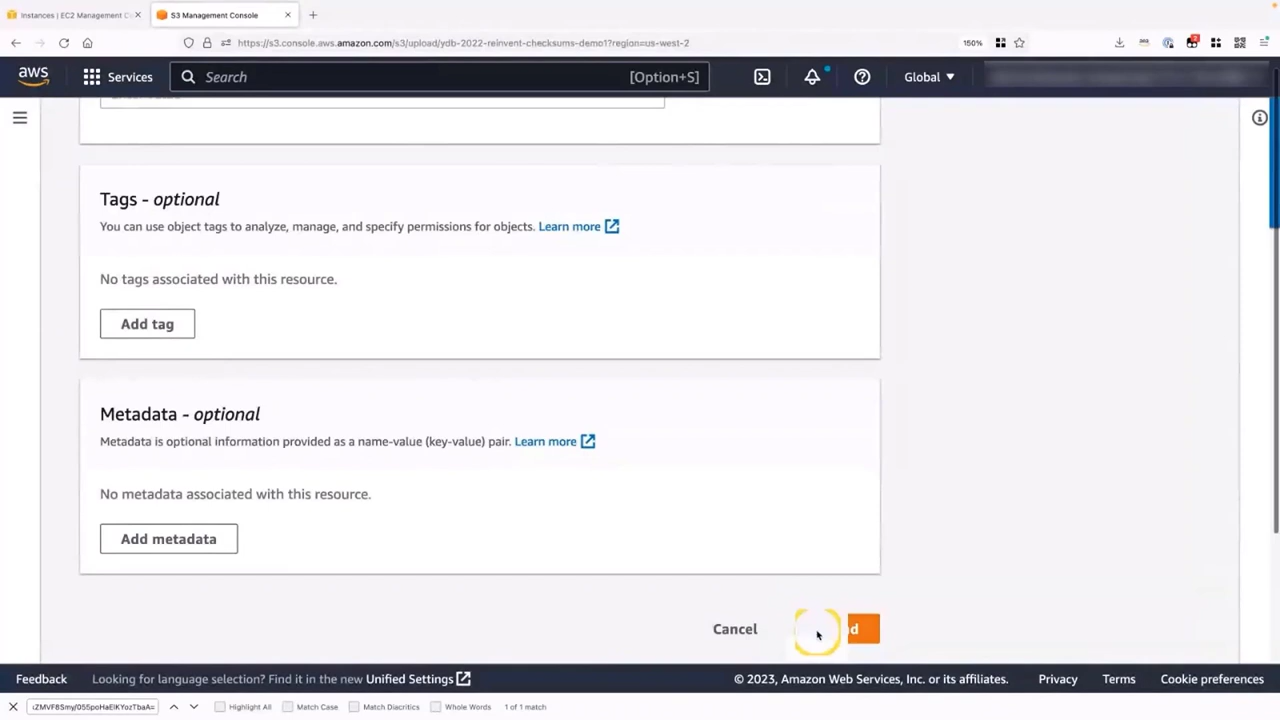 Instances | EC2 Management C
S3 Management Console
https://s3.console.aws.amazon.com/s3/upload/ydb-2022-reinvent-checksums-demo1?region=us-west-2
150%
aws
Services
Search
[Option+S]
Global
Tags - optional
You can use object tags to analyze, manage, and specify permissions for objects. Learn more
No tags associated with this resource.
Add tag
Metadata - optional
Metadata is optional information provided as a name-value (key-value) pair. Learn more
No metadata associated with this resource.
Add metadata
Cancel
d
Feedback
Looking for language selection? Find it in the new Unified Settings
© 2023, Amazon Web Services, Inc. or its affiliates.
Privacy
Terms
Cookie preferences
Highlight All
Match Case
Match Diacritics
Whole Words
1 of 1 match